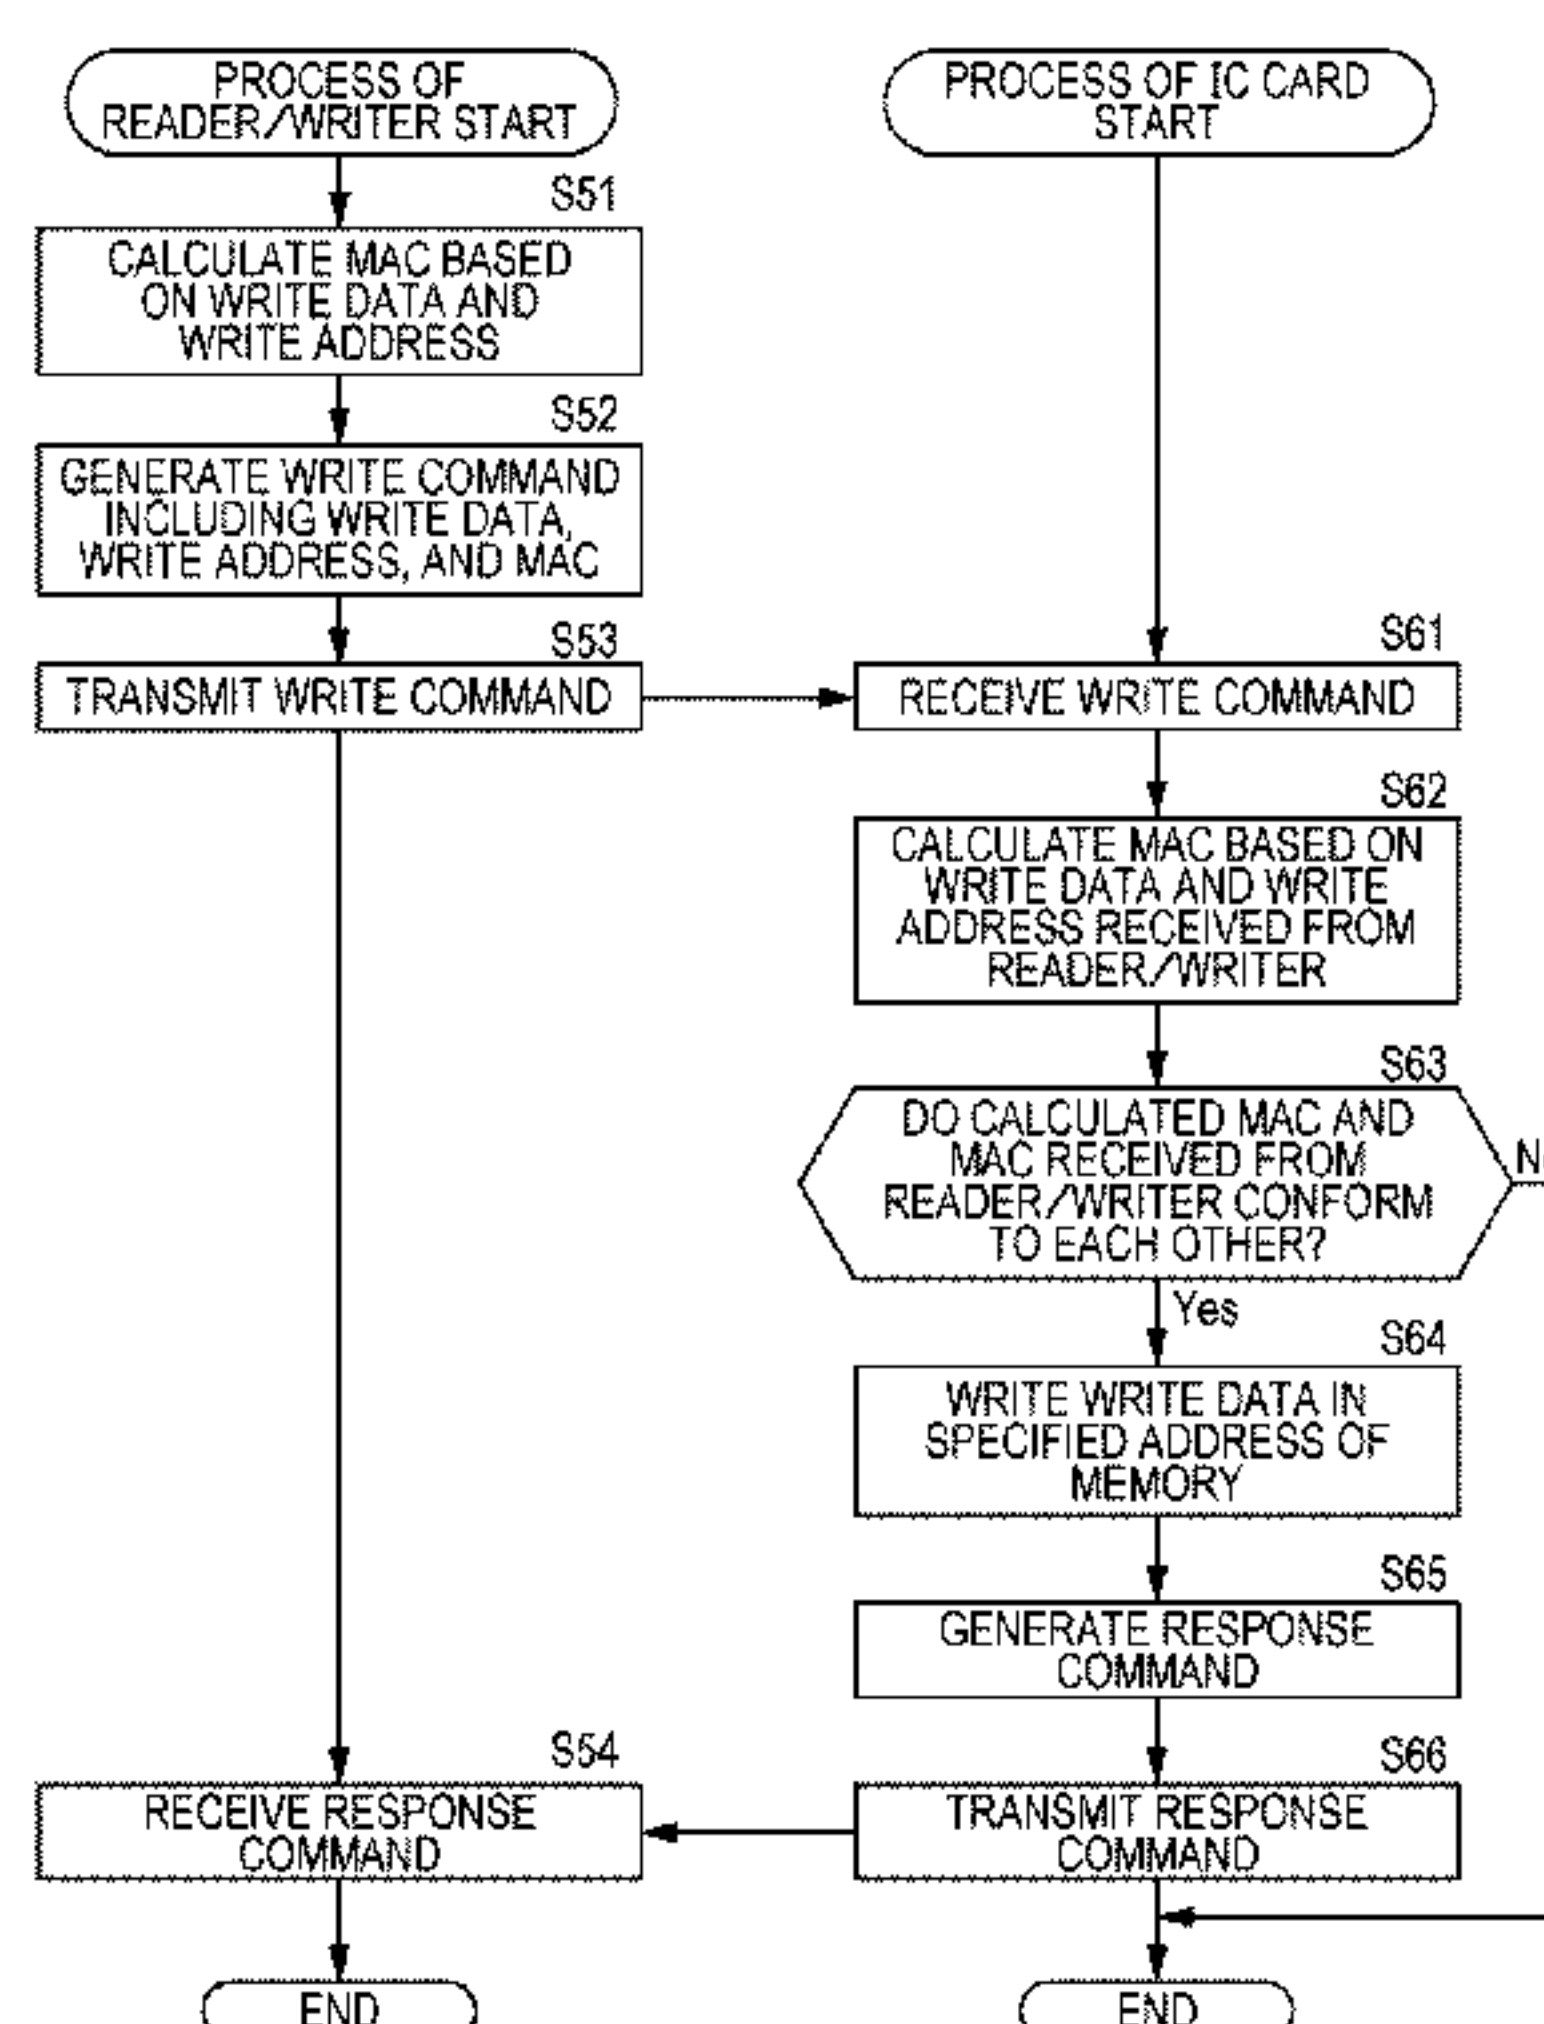 PROCESS OF
READER/WRITER START
S51
CALCULATE MAC BASED
ON WRITE DATA AND
WRITE ADDRESS
S52
GENERATE WRITE COMMAND
INCLUDING WRITE DATA,
WRITE ADDRESS, AND MAC
S53
TRANSMIT WRITE COMMAND
PROCESS OF IC CARD
START
S61
RECEIVE WRITE COMMAND
S62
CALCULATE MAC BASED ON
WRITE DATA AND WRITE
ADDRESS RECEIVED FROM
READER/WRITER
S63
DO CALCULATED MAC AND
MAC RECEIVED FROM
READER/WRITER CONFORM
TO EACH OTHER?
Yes
S64
WRITE WRITE DATA IN
SPECIFIED ADDRESS OF
MEMORY
S65
GENERATE RESPONSE
COMMAND
S66
TRANSMIT RESPONSE
COMMAND
S54
RECEIVE RESPONSE
COMMAND
END
END